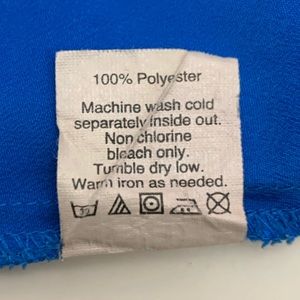 100% Polyester
Machine wash cold
separately inside out.
Non chlorine
bleach only.
Tumble dry low.
Warm iron as needed.